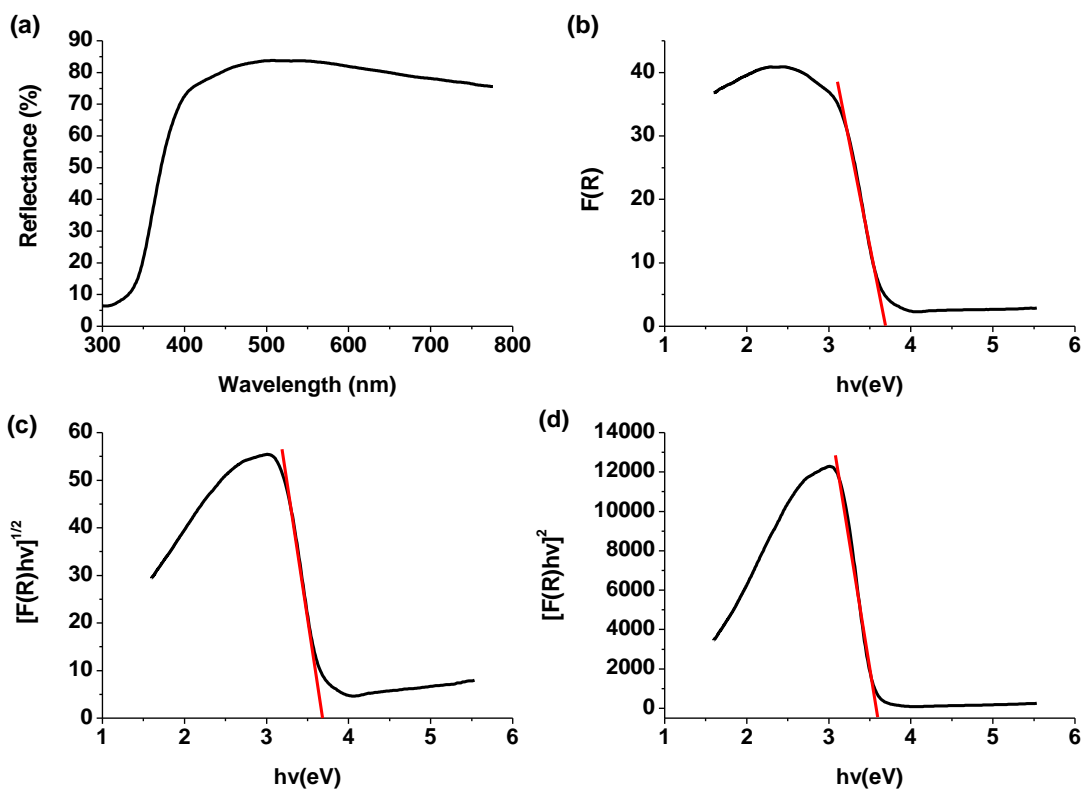 (a)
Reflectance (%)
90
80
70
60
50
40
30
20
10
0
300 400 500 600 700 800
Wavelength (nm)
(b)
F(R)
40
30
20
10
0
1 2 3 4 5 6
hv(eV)
(c)
[F(R)hv]^1/2
60
50
40
30
20
10
0
1 2 3 4 5 6
hv(eV)
(d)
[F(R)hv]^2
14000
12000
10000
8000
6000
4000
2000
0
1 2 3 4 5 6
hv(eV)